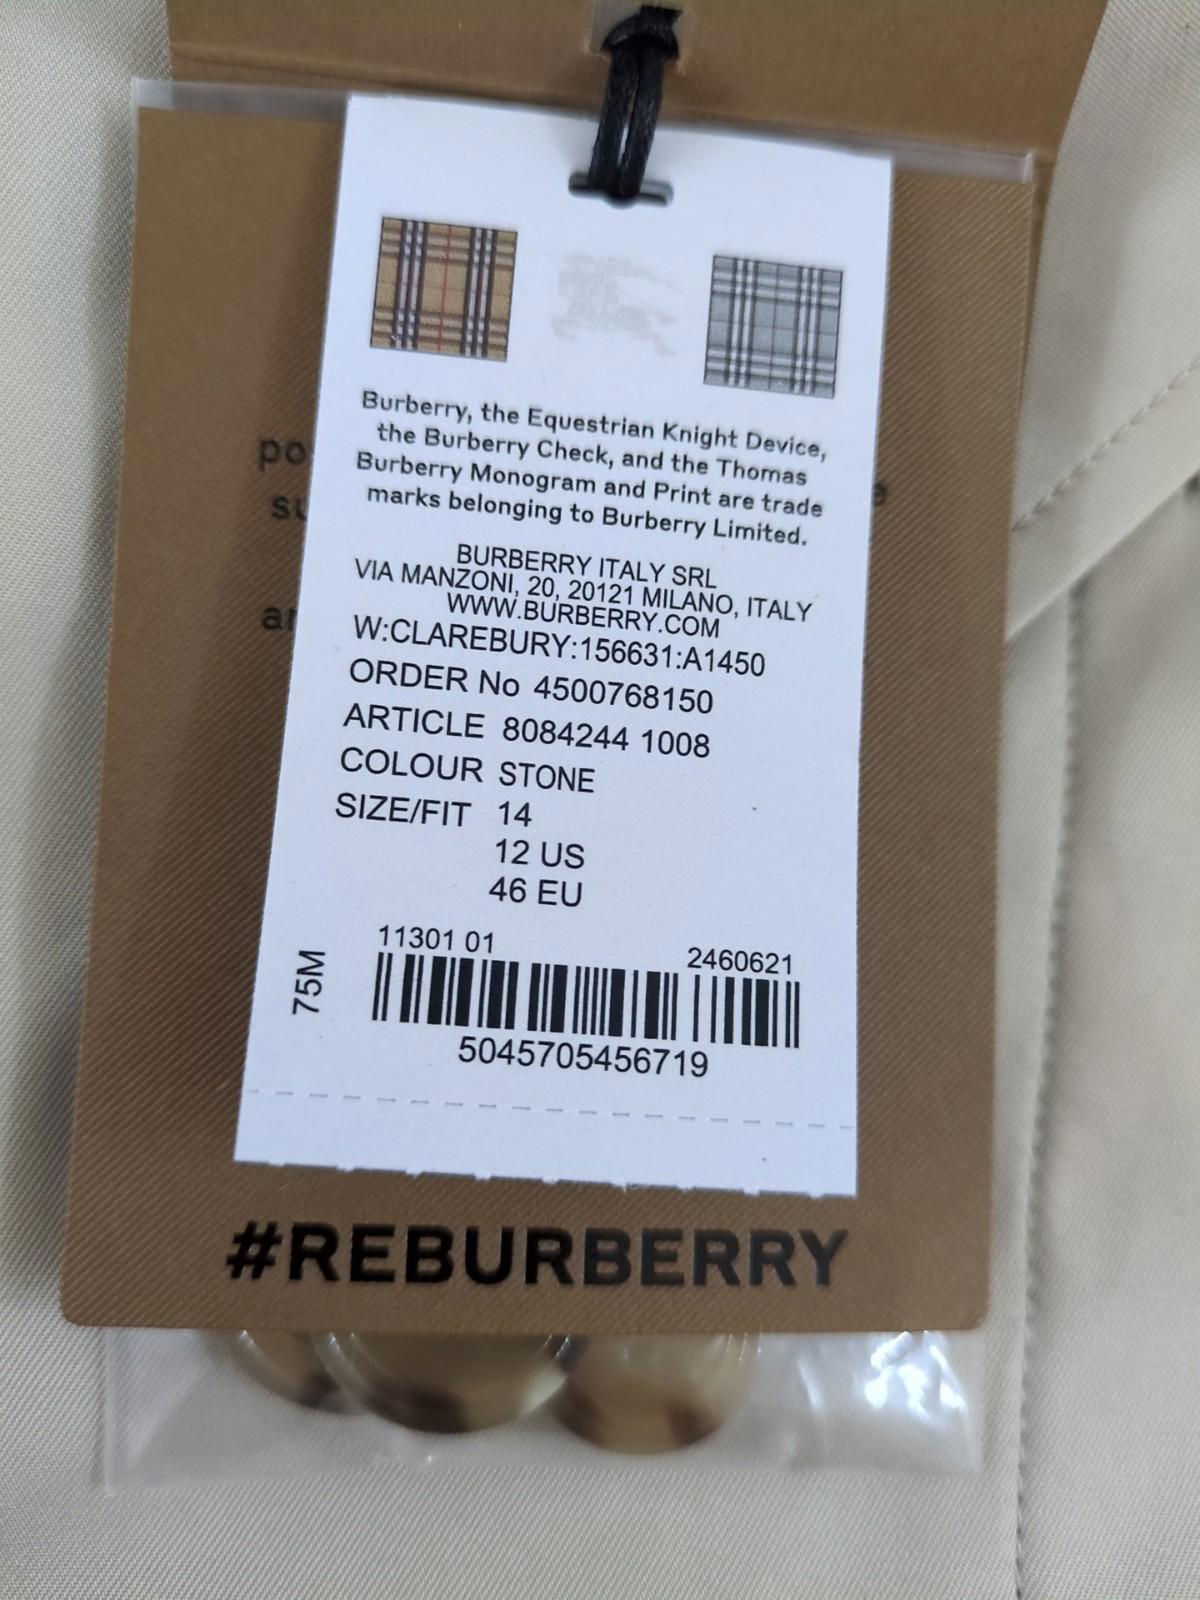 Burberry, the Equestrian Knight Device,
the Burberry Check, and the Thomas
Burberry Monogram and Print are trade
marks belonging to Burberry Limited.
BURBERRY ITALY SRL
VIA MANZONI, 20, 20121 MILANO, ITALY
WWW.BURBERRY.COM
W:CLAREBURY:156631:A1450
ORDER No 4500768150
ARTICLE 8084244 1008
COLOUR STONE
SIZE/FIT 14
12 US
46 EU
75M
11301 01 2460621
5045705456719
#REBURBERRY